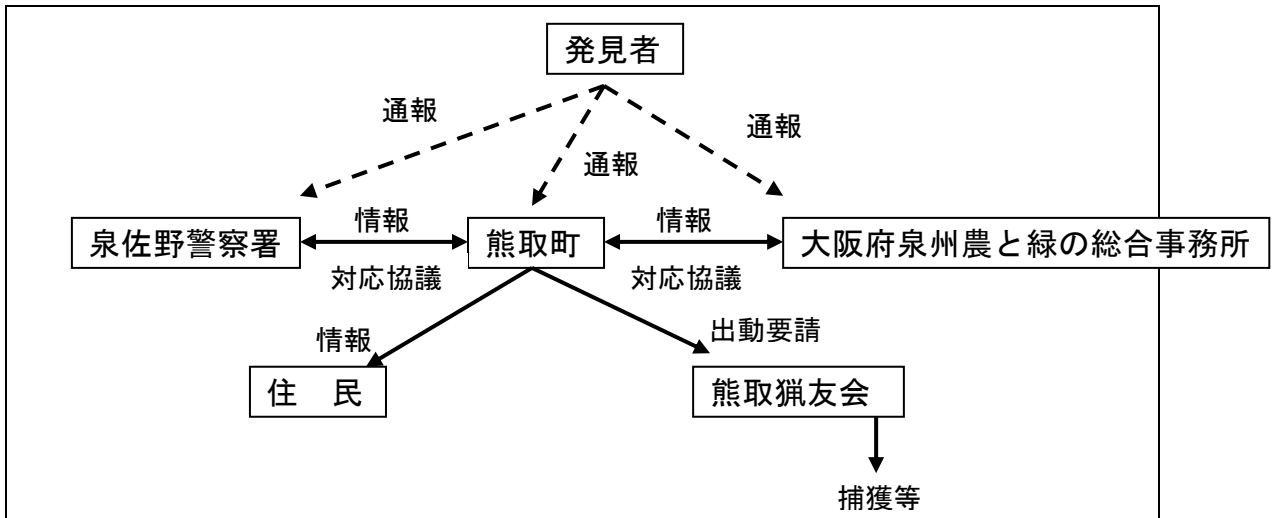 発見者
通報
通報
通報
泉佐野警察署
情報
対応協議
熊取町
情報
対応協議
大阪府泉州農と緑の総合事務所
情報
出動要請
住　民
熊取猟友会
捕獲等